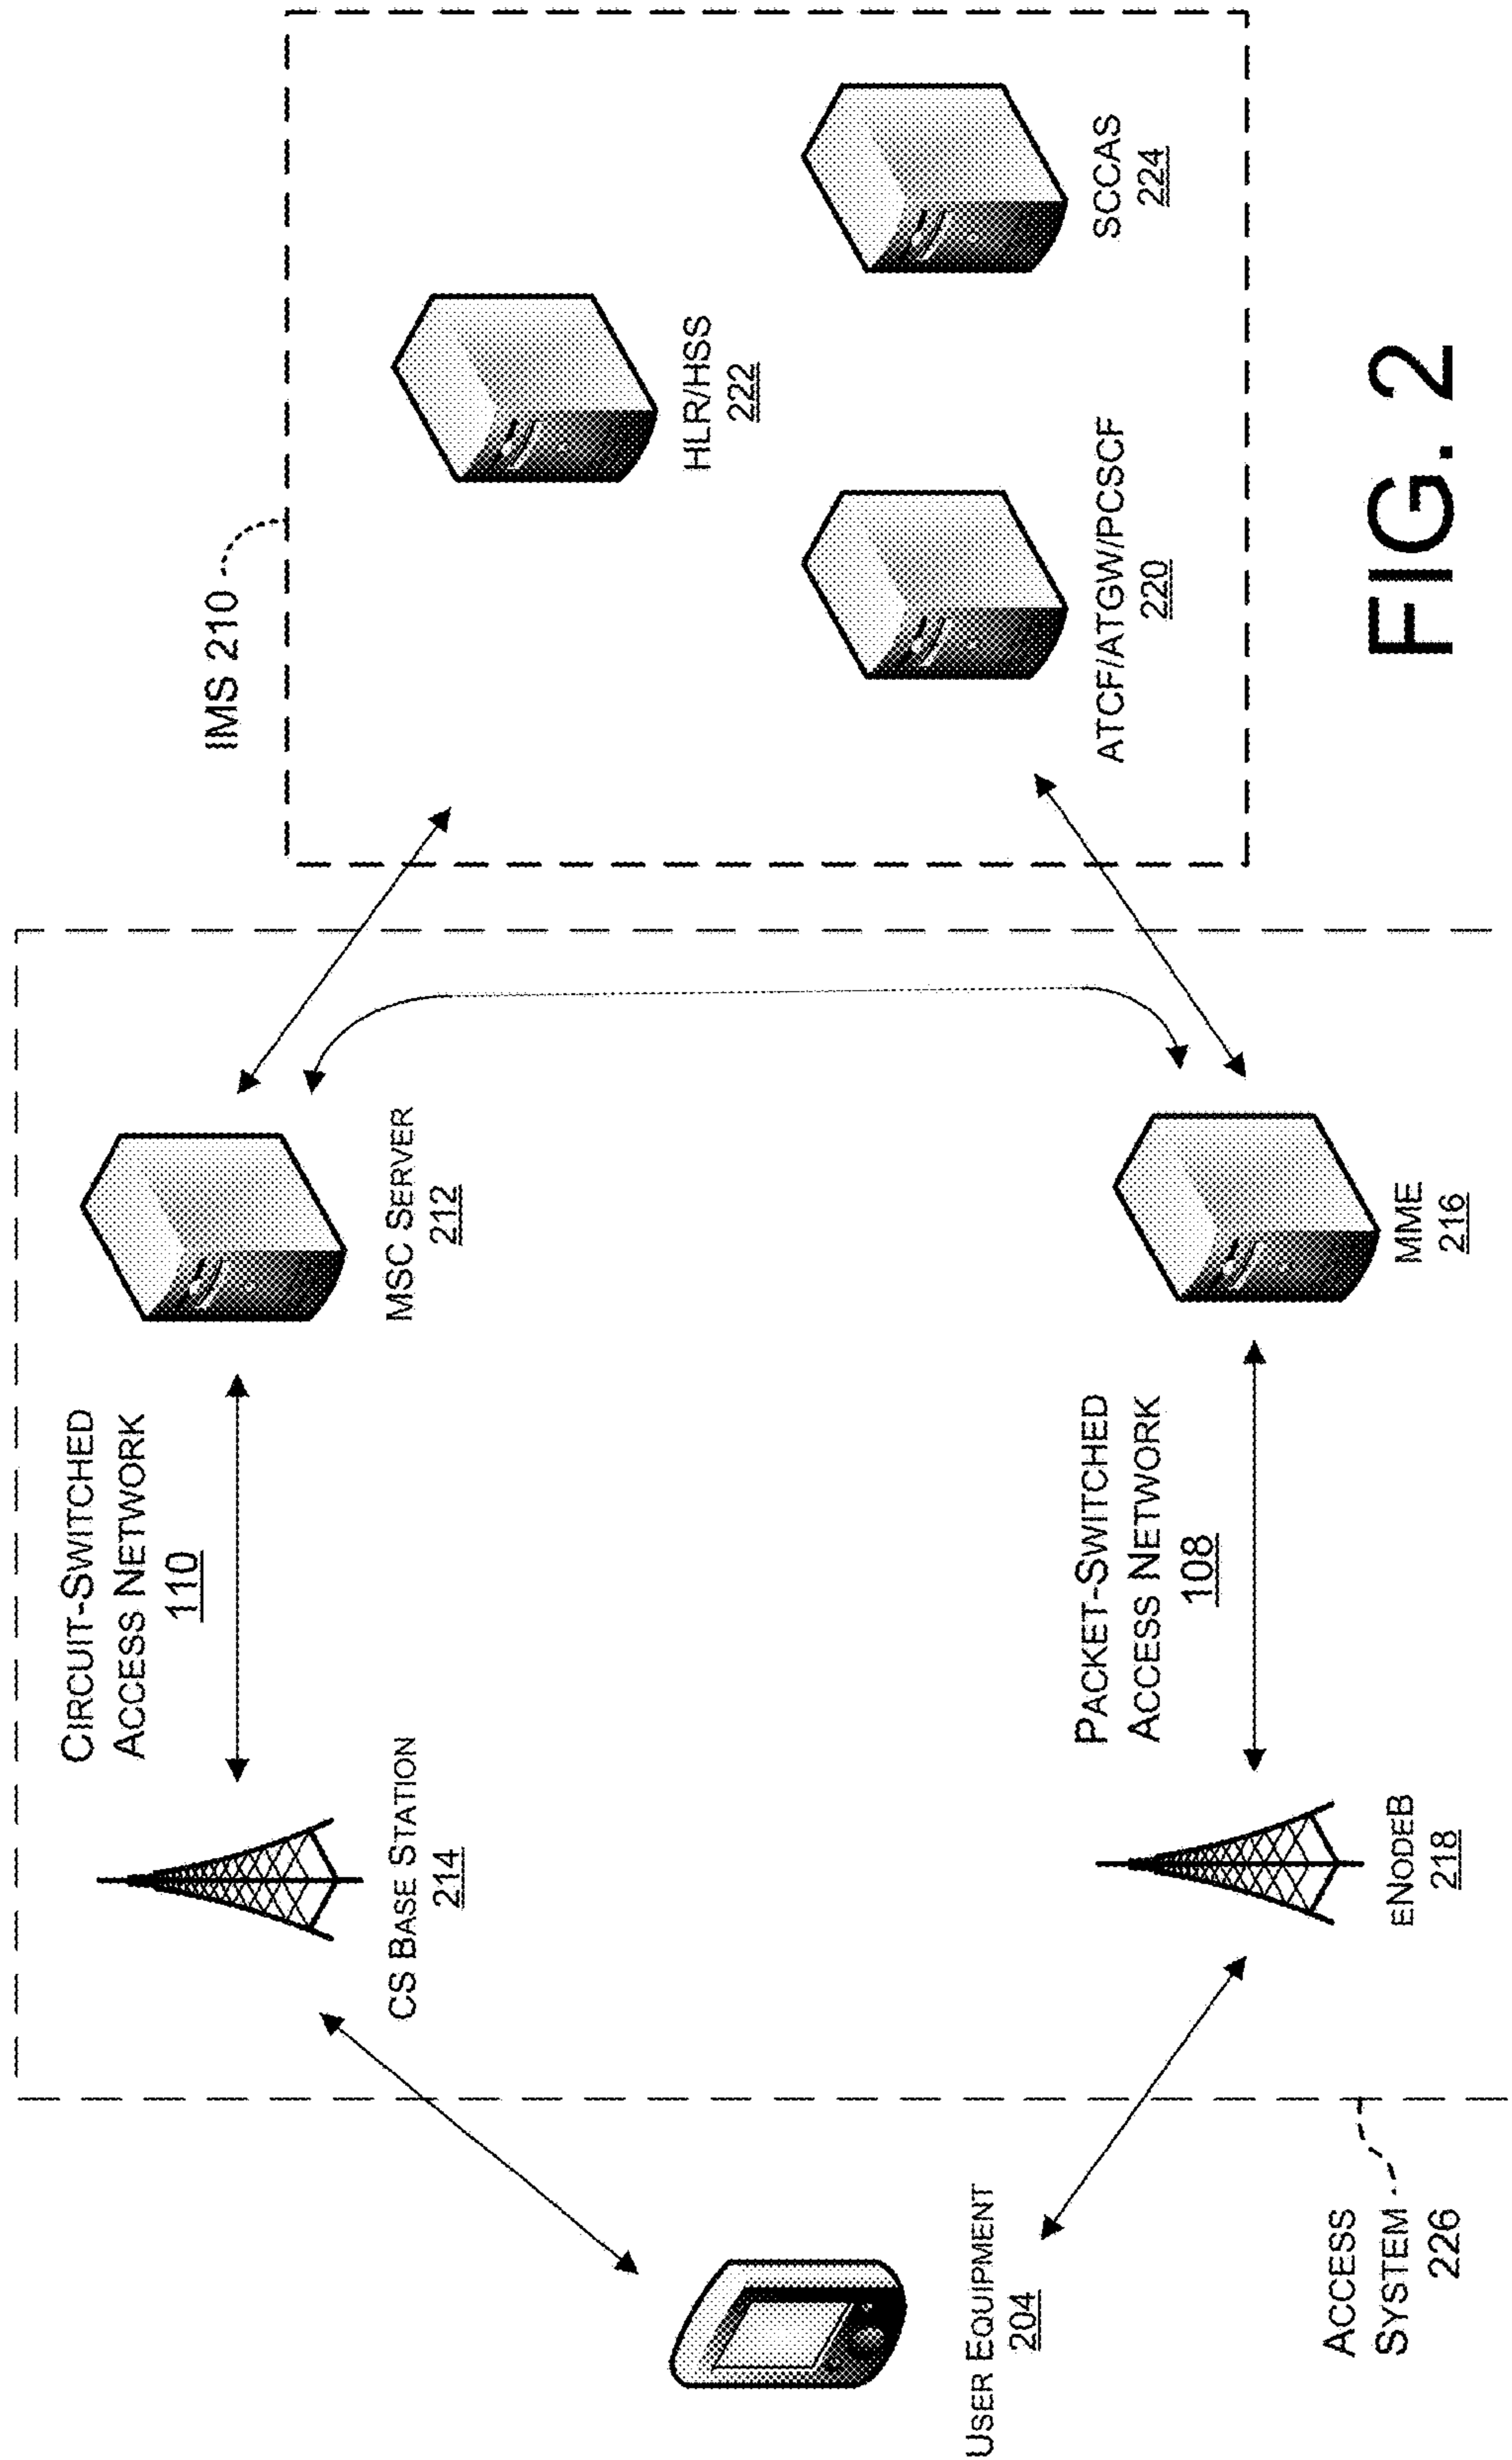 IMS 210
CIRCUIT-SWITCHED
ACCESS NETWORK
110
CS BASE STATION
214
MSC SERVER
212
HLR/HSS
222
USER EQUIPMENT
204
PACKET-SWITCHED
ACCESS NETWORK
108
ATCF/ATGW/PCSCF
220
SCCAS
224
ENODEB
218
MME
216
ACCESS
SYSTEM
226
FIG. 2